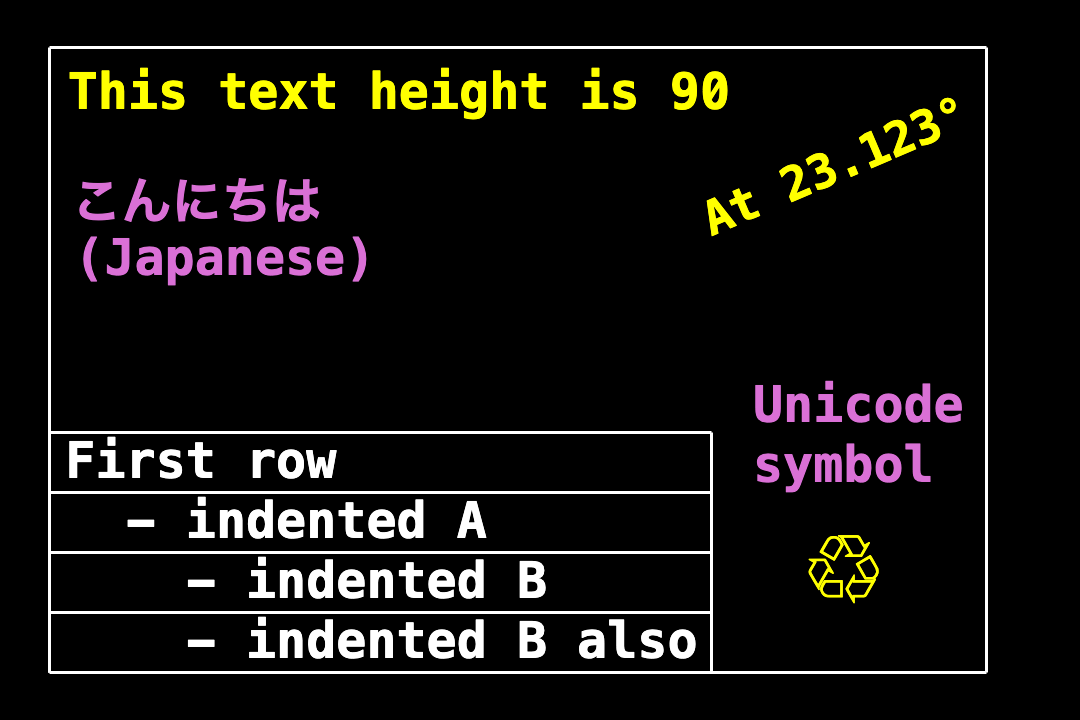 This text height is 90
At 23.123°
こんにちは
(Japanese)
Unicode
symbol
♲
First row
– indented A
– indented B
– indented B also